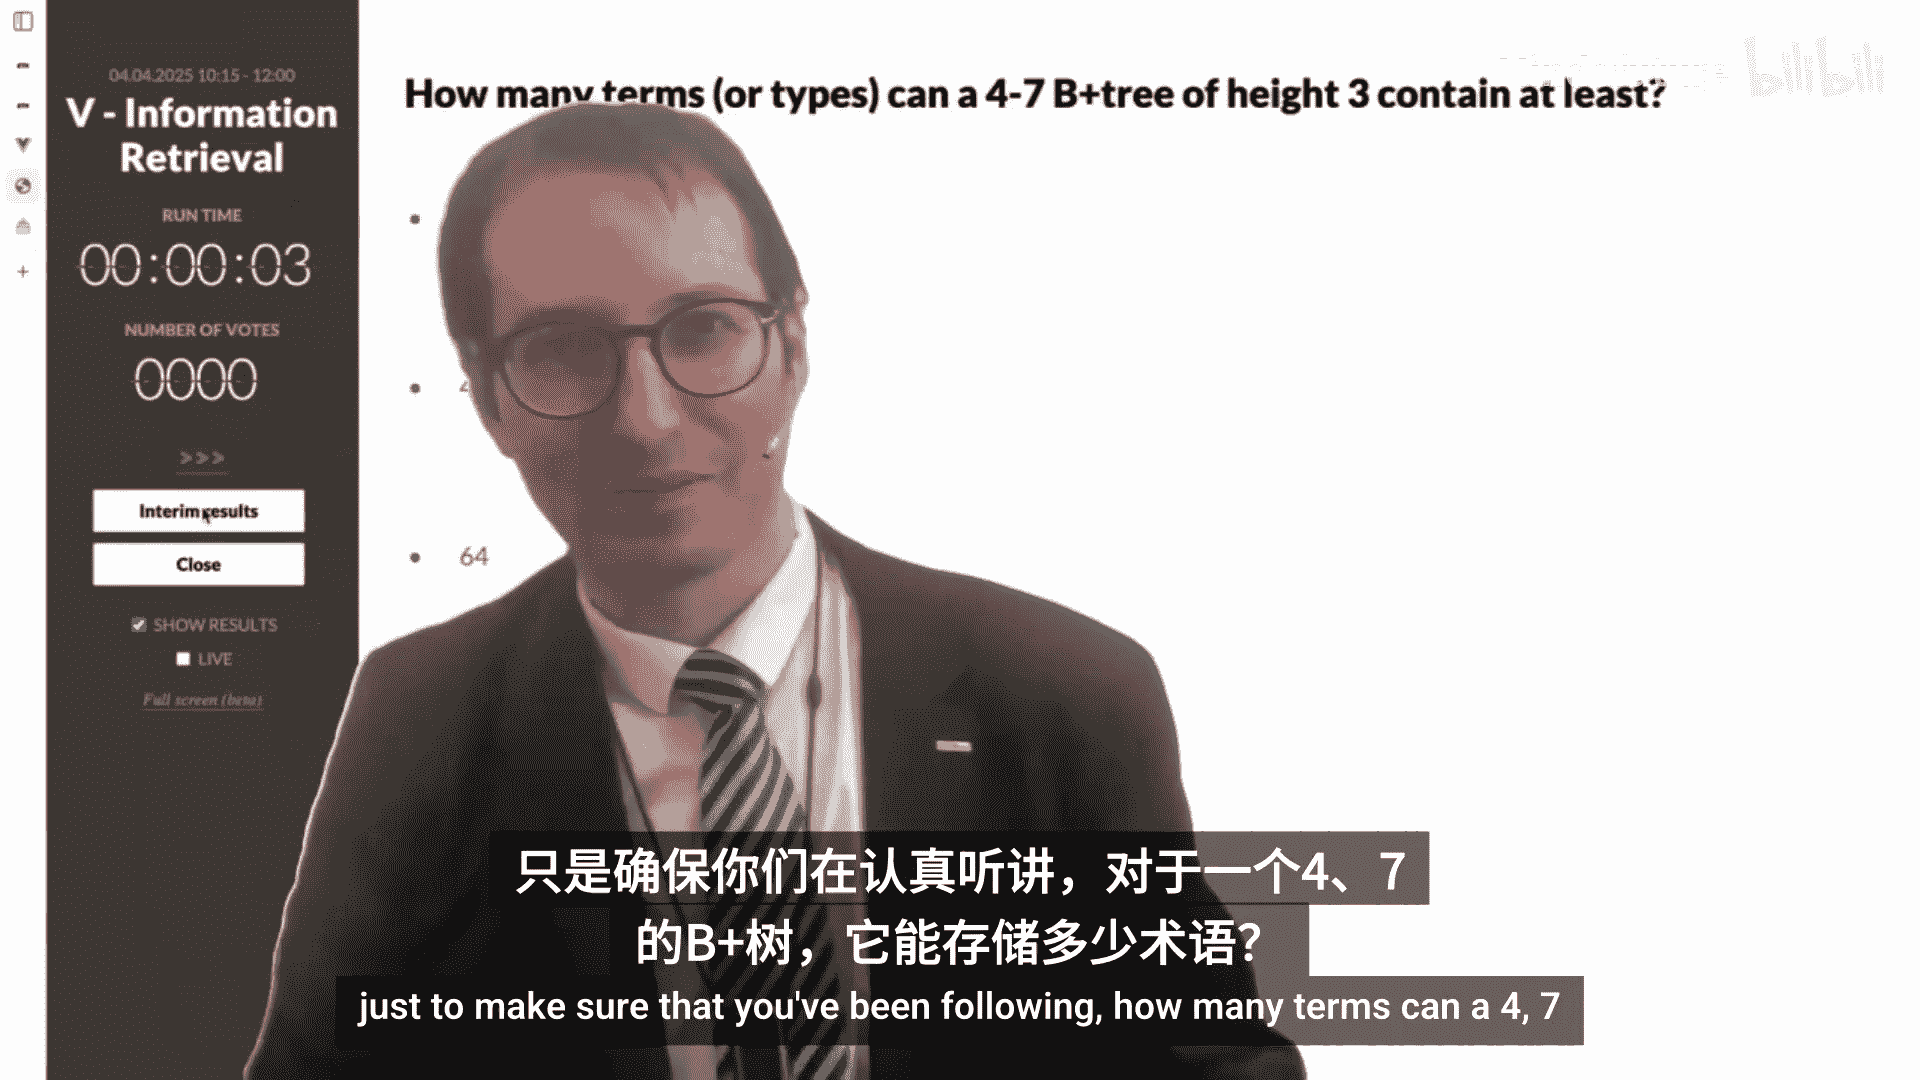 04.04.2025 10:15 - 12:00
V - Information
Retrieval
RUN TIME
00:00:03
NUMBER OF VOTES
0000
>>>
Interim results
Close
SHOW RESULTS
LIVE
Full screen (beta)
How many terms (or types) can a 4-7 B+tree of height 3 contain at least?
64
bilibili
只是确保你们在认真听讲，对于一个4、7
的B+树，它能存储多少术语？
just to make sure that you've been following, how many terms can a 4, 7